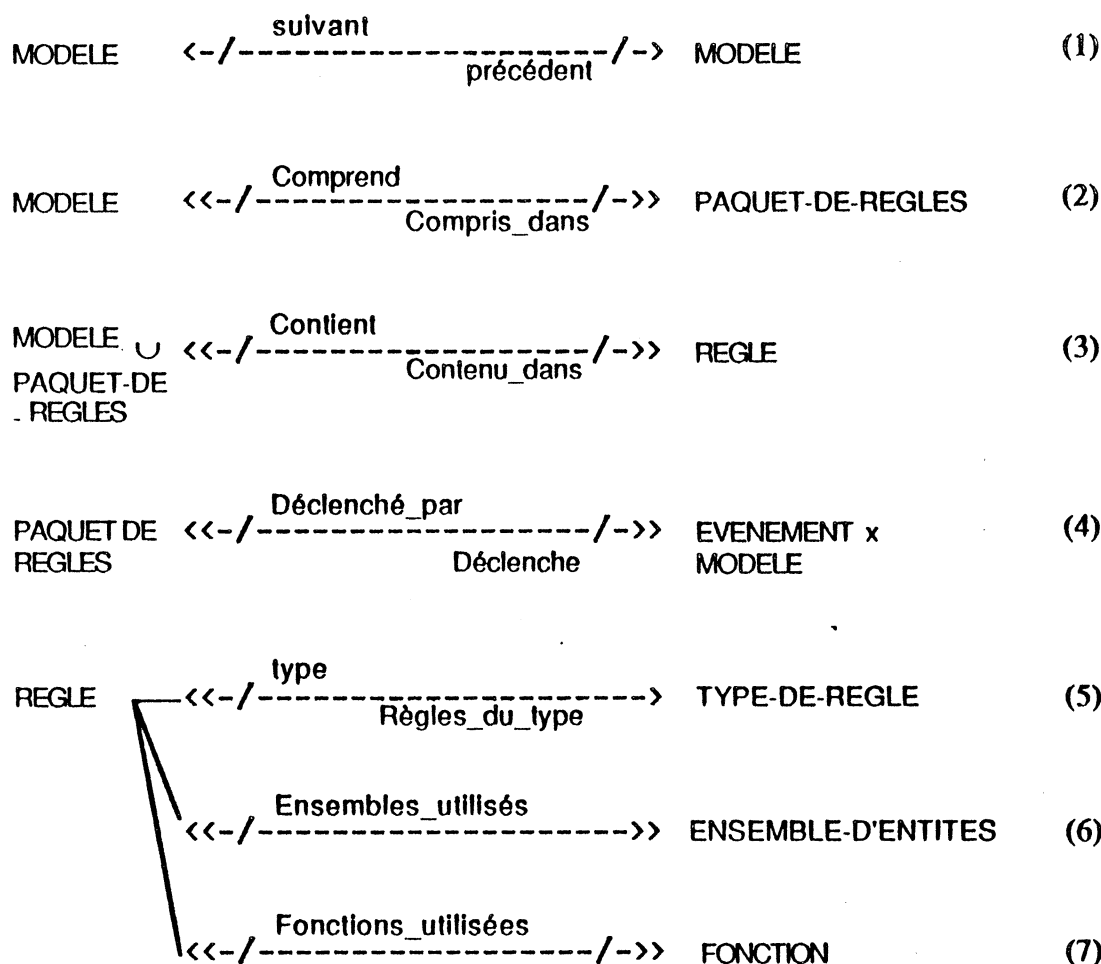 suivant
MODELE <-/--------------------/-> MODELE (1)
précédent
Comprend
MODELE <<-/-------------------/->> PAQUET-DE-REGLES (2)
Compris_dans
Contient
MODELE ∪ <<-/-------------------/->> REGLE (3)
Contenu_dans
PAQUET-DE
- REGLES
Déclenché_par
PAQUET DE <<-/-------------------/->> EVENEMENT x (4)
REGLES Déclenche MODELE
type
REGLE <<-/----------------------> TYPE-DE-REGLE (5)
Règles_du_type
Ensembles_utilisés
<<-/--------------------->> ENSEMBLE-D'ENTITES (6)
Fonctions_utilisées
<<-/-------------------/->> FONCTION (7)